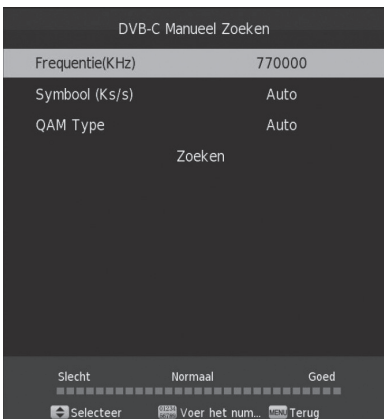 DVB-C Manueel Zoeken
Frequentie(KHz) 770000
Symbool (Ks/s) Auto
QAM Type Auto
Zoeken
Slecht Normaal Goed
Selecteer Voer het num... MENU Terug